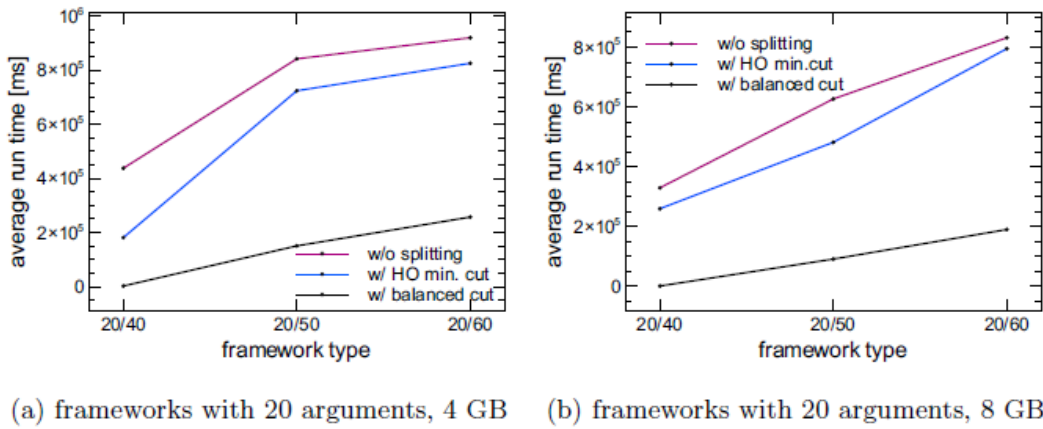 10⁶
8×10⁵
6×10⁵
4×10⁵
2×10⁵
0
average run time [ms]
w/o splitting
w/ HO min. cut
w/ balanced cut
20/40 20/50 20/60
framework type
(a) frameworks with 20 arguments, 4 GB
8×10⁵
6×10⁵
4×10⁵
2×10⁵
0
average run time [ms]
w/o splitting
w/ HO min.cut
w/ balanced cut
20/40 20/50 20/60
framework type
(b) frameworks with 20 arguments, 8 GB